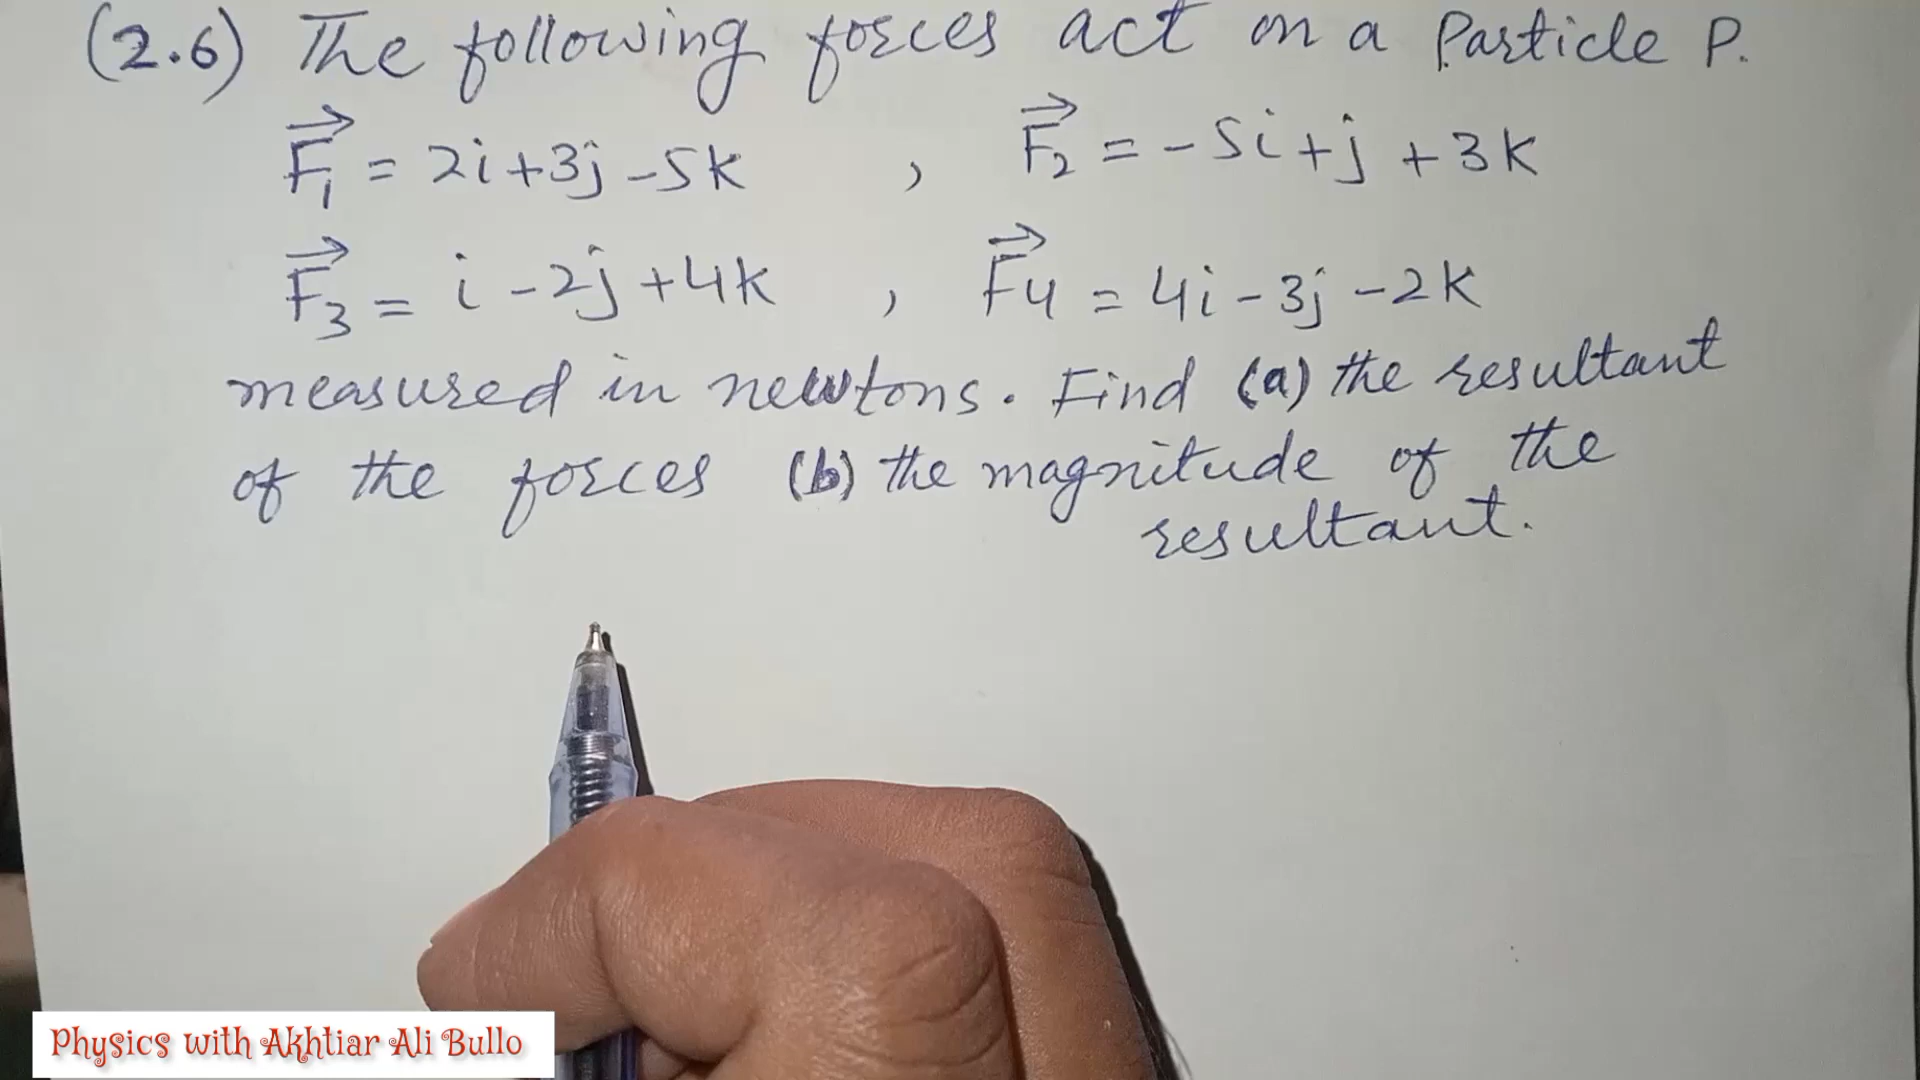 (2.6) The following forces act on a Particle P.
F₁ = 2i+3j-5k , F₂ = -5i+j+3k
F₃ = i-2j+4k , F4 = 4i-3j-2k
measured in newtons. Find (a) the resultant
of the forces (b) the magnitude of the
resultant.
Physics with Akhtiar Ali Bullo